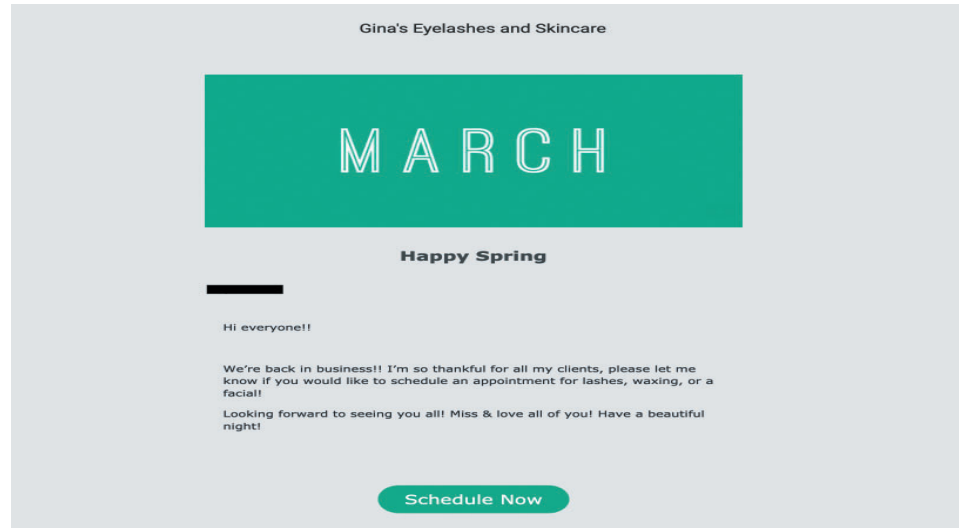 Gina's Eyelashes and Skincare
MARCH
Happy Spring
Hi everyone!!
We're back in business!! I'm so thankful for all my clients, please let me
know if you would like to schedule an appointment for lashes, waxing, or a
facial!
Looking forward to seeing you all! Miss & love all of you! Have a beautiful
night!
Schedule Now